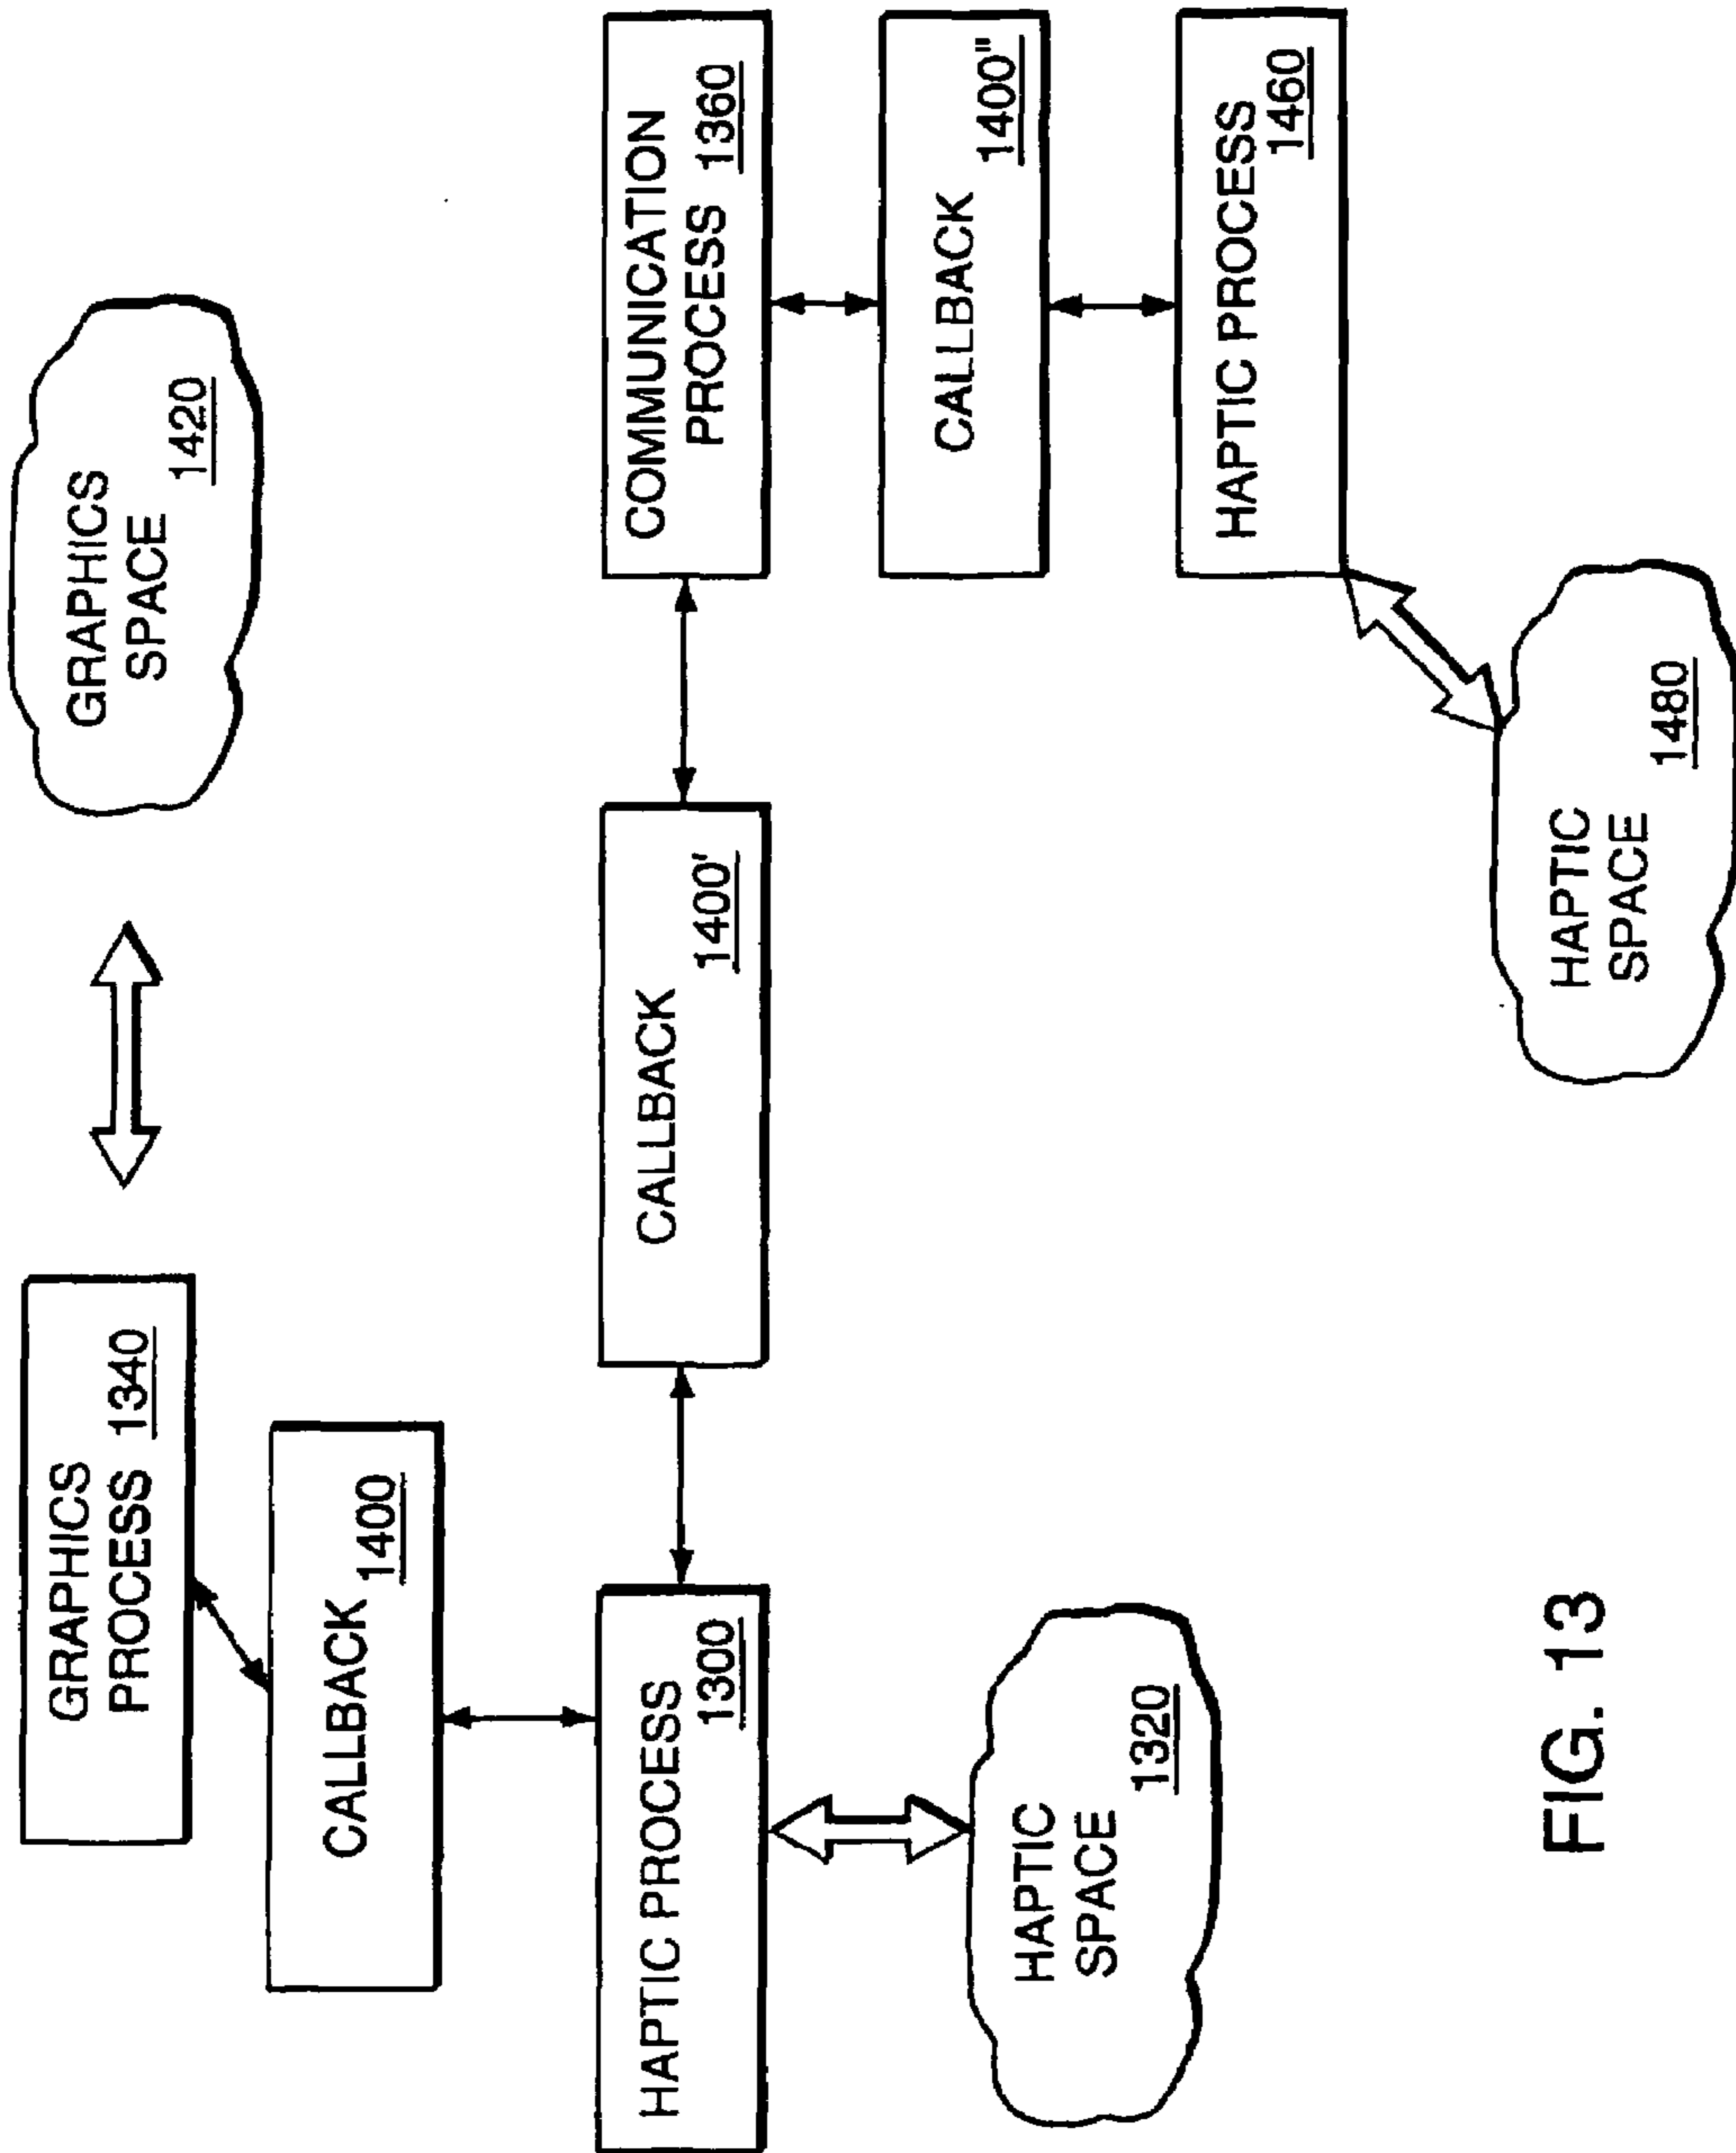 GRAPHICS
PROCESS 1340
GRAPHICS
SPACE
1420
CALLBACK
1400
HAPTIC PROCESS
1300
CALLBACK
1400'
COMMUNICATION
PROCESS 1360
CALLBACK
1400"
HAPTIC PROCESS
1460
HAPTIC
SPACE
1320
HAPTIC
SPACE
1480
FIG. 13